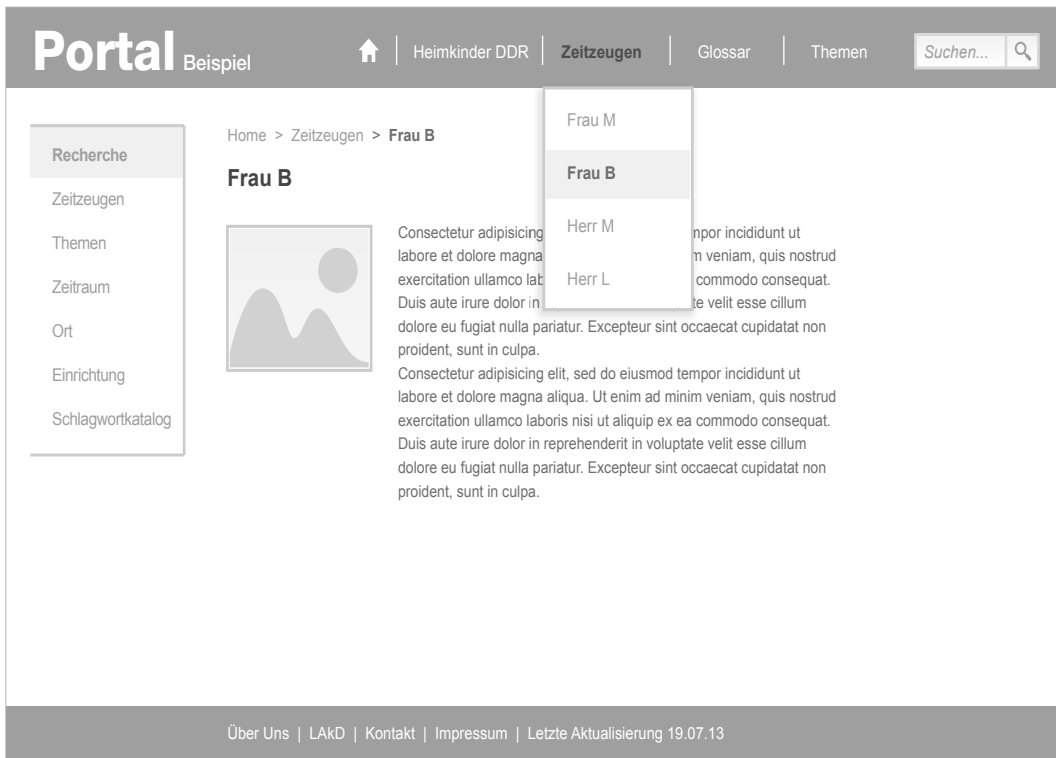 Portal Beispiel
Heimkinder DDR
Zeitzeugen
Glossar
Themen
Suchen...
Frau M
Frau B
Herr M
Herr L
Recherche
Zeitzeugen
Themen
Zeitraum
Ort
Einrichtung
Schlagwortkatalog
Home > Zeitzeugen > Frau B
Frau B
Consectetur adipisicing mpor incididunt ut
labore et dolore magna m veniam, quis nostrud
exercitation ullamco lab commodo consequat.
Duis aute irure dolor in te velit esse cillum
dolore eu fugiat nulla pariatur. Excepteur sint occaecat cupidatat non
proident, sunt in culpa.
Consectetur adipisicing elit, sed do eiusmod tempor incididunt ut
labore et dolore magna aliqua. Ut enim ad minim veniam, quis nostrud
exercitation ullamco laboris nisi ut aliquip ex ea commodo consequat.
Duis aute irure dolor in reprehenderit in voluptate velit esse cillum
dolore eu fugiat nulla pariatur. Excepteur sint occaecat cupidatat non
proident, sunt in culpa.
Über Uns | LAkD | Kontakt | Impressum | Letzte Aktualisierung 19.07.13